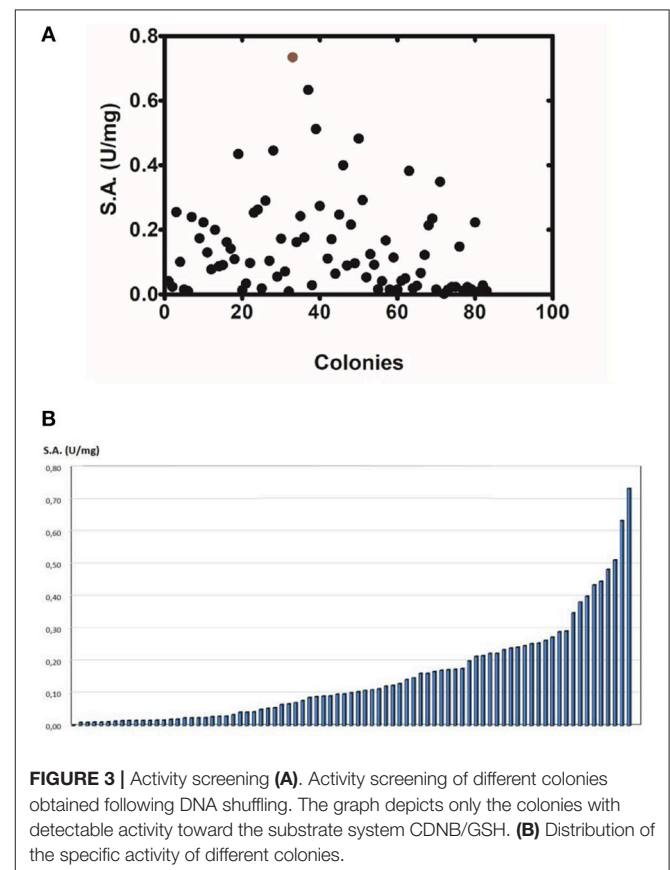 A
S.A. (U/mg)
0.8
0.6
0.4
0.2
0.0
0 20 40 60 80 100
Colonies
B
S.A. (U/mg)
0,80
0,70
0,60
0,50
0,40
0,30
0,20
0,10
0,00
FIGURE 3 | Activity screening (A). Activity screening of different colonies
obtained following DNA shuffling. The graph depicts only the colonies with
detectable activity toward the substrate system CDNB/GSH. (B) Distribution of
the specific activity of different colonies.